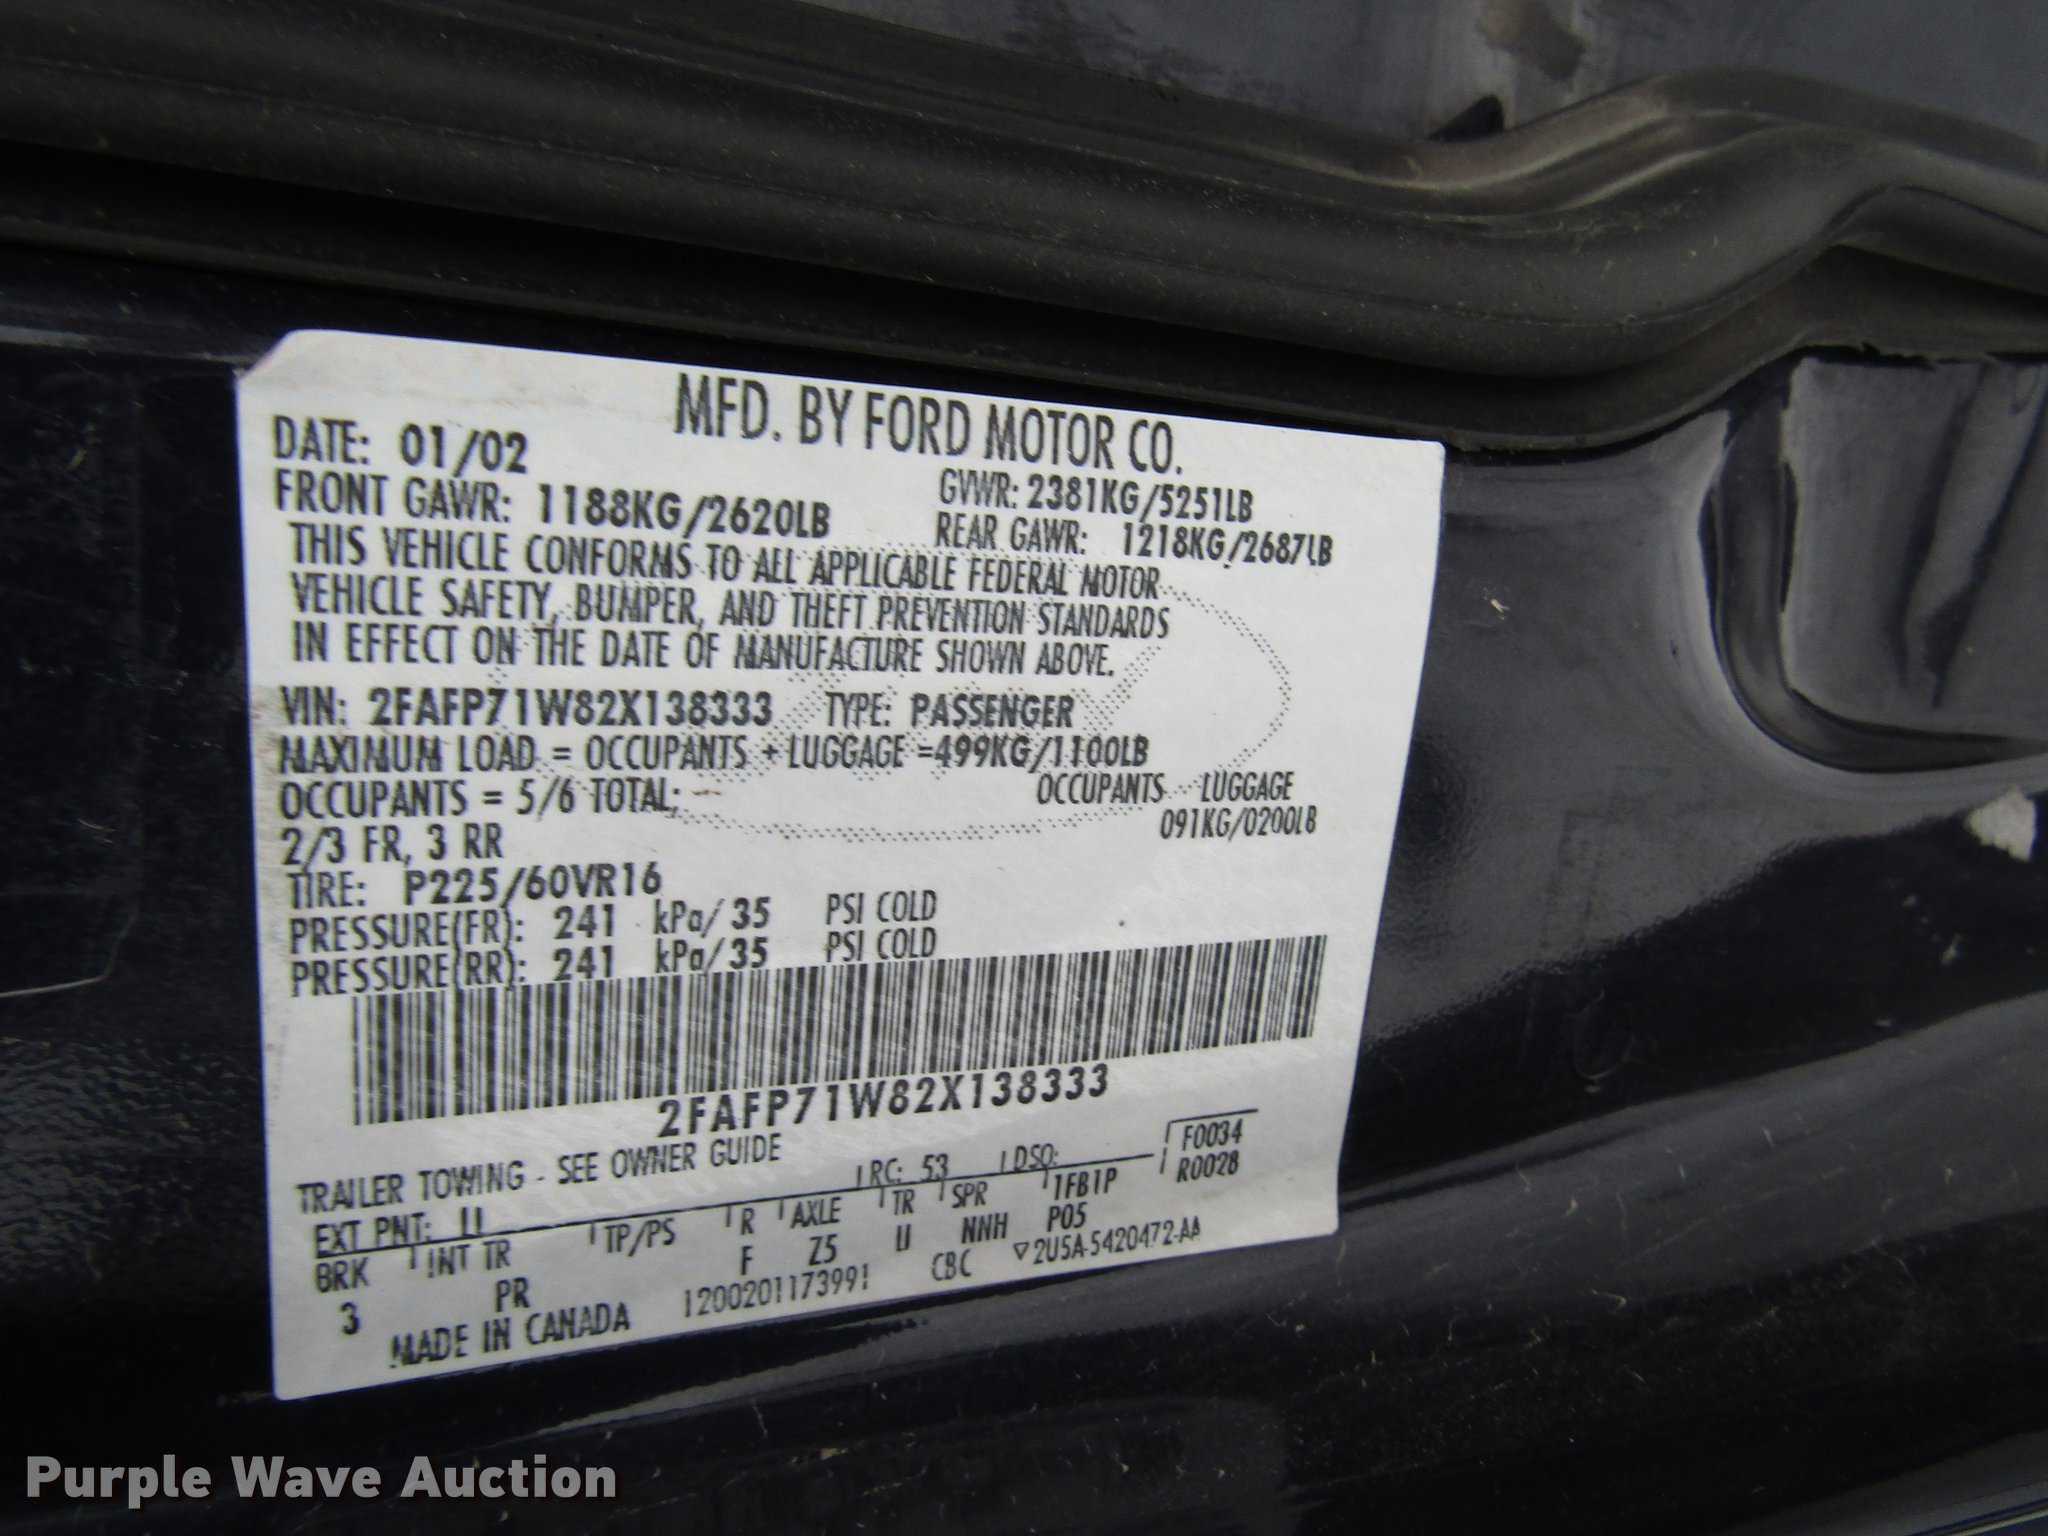 MFD. BY FORD MOTOR CO.
DATE: 01/02
GVWR: 2381KG/5251LB
FRONT GAWR: 1188KG/2620LB
REAR GAWR: 1218KG/2687LB
THIS VEHICLE CONFORMS TO ALL APPLICABLE FEDERAL MOTOR
VEHICLE SAFETY, BUMPER, AND THEFT PREVENTION STANDARDS
IN EFFECT ON THE DATE OF MANUFACTURE SHOWN ABOVE.
VIN: 2FAFP71W82X138333 TYPE: PASSENGER
MAXIMUM LOAD = OCCUPANTS + LUGGAGE =499KG/1100LB
OCCUPANTS = 5/6 TOTAL; OCCUPANTS LUGGAGE
2/3 FR, 3 RR 091KG/0200LB
TIRE: P225/60VR16
PRESSURE(FR): 241 kPa/ 35 PSI COLD
PRESSURE(RR): 241 kPa/ 35 PSI COLD
2FAFP71W82X138333
TRAILER TOWING - SEE OWNER GUIDE
EXT PNT: RC: 53 DSO: F0034
BRK INT TR TP/PS R AXLE TR SPR 1FB1P R0028
3 PR F Z5 U NNH P05
MADE IN CANADA 1200201173991 CBC 2U5A-5420472-AA
Purple Wave Auction